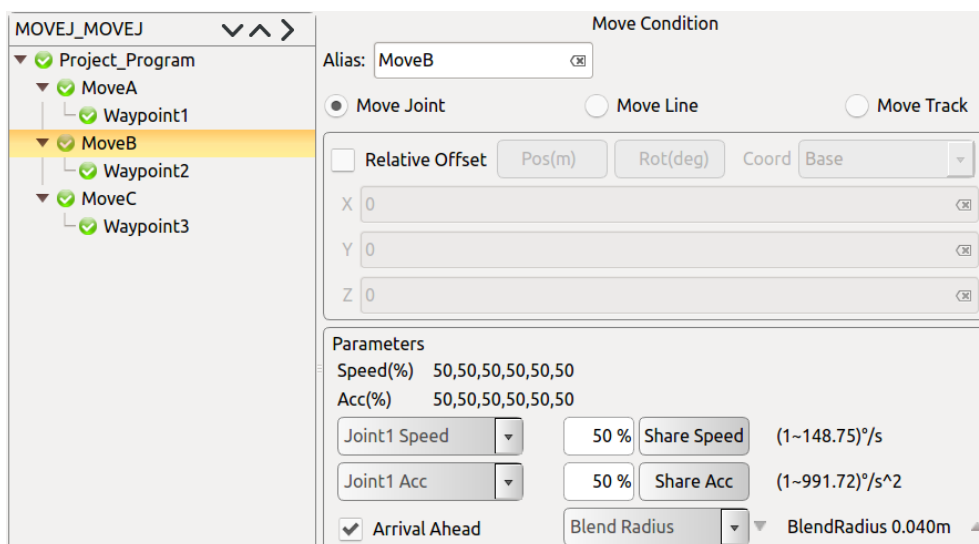 MOVEJ_MOVEJ
Project_Program
MoveA
Waypoint1
MoveB
Waypoint2
MoveC
Waypoint3
Move Condition
Alias: MoveB
Move Joint Move Line Move Track
Relative Offset Pos(m) Rot(deg) Coord Base
X 0
Y 0
Z 0
Parameters
Speed(%) 50,50,50,50,50,50
Acc(%) 50,50,50,50,50,50
Joint1 Speed 50 % Share Speed (1~148.75)°/s
Joint1 Acc 50 % Share Acc (1~991.72)°/s^2
Arrival Ahead Blend Radius BlendRadius 0.040m